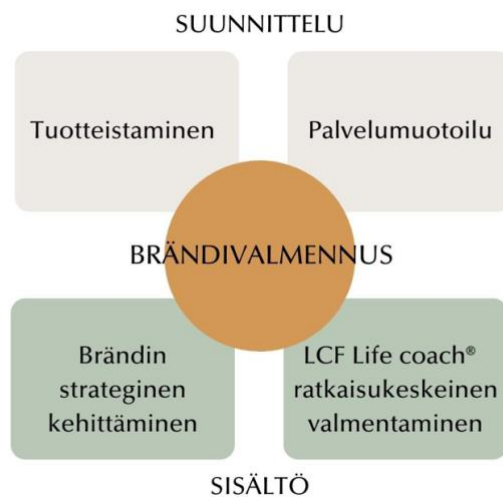 SUUNNITTELU
Tuotteistaminen
Palvelumuotoilu
BRÄNDIVALMENNUS
Brändin
strateginen
kehittäminen
LCF Life coach®
ratkaisukeskeinen
valmentaminen
SISÄLTÖ